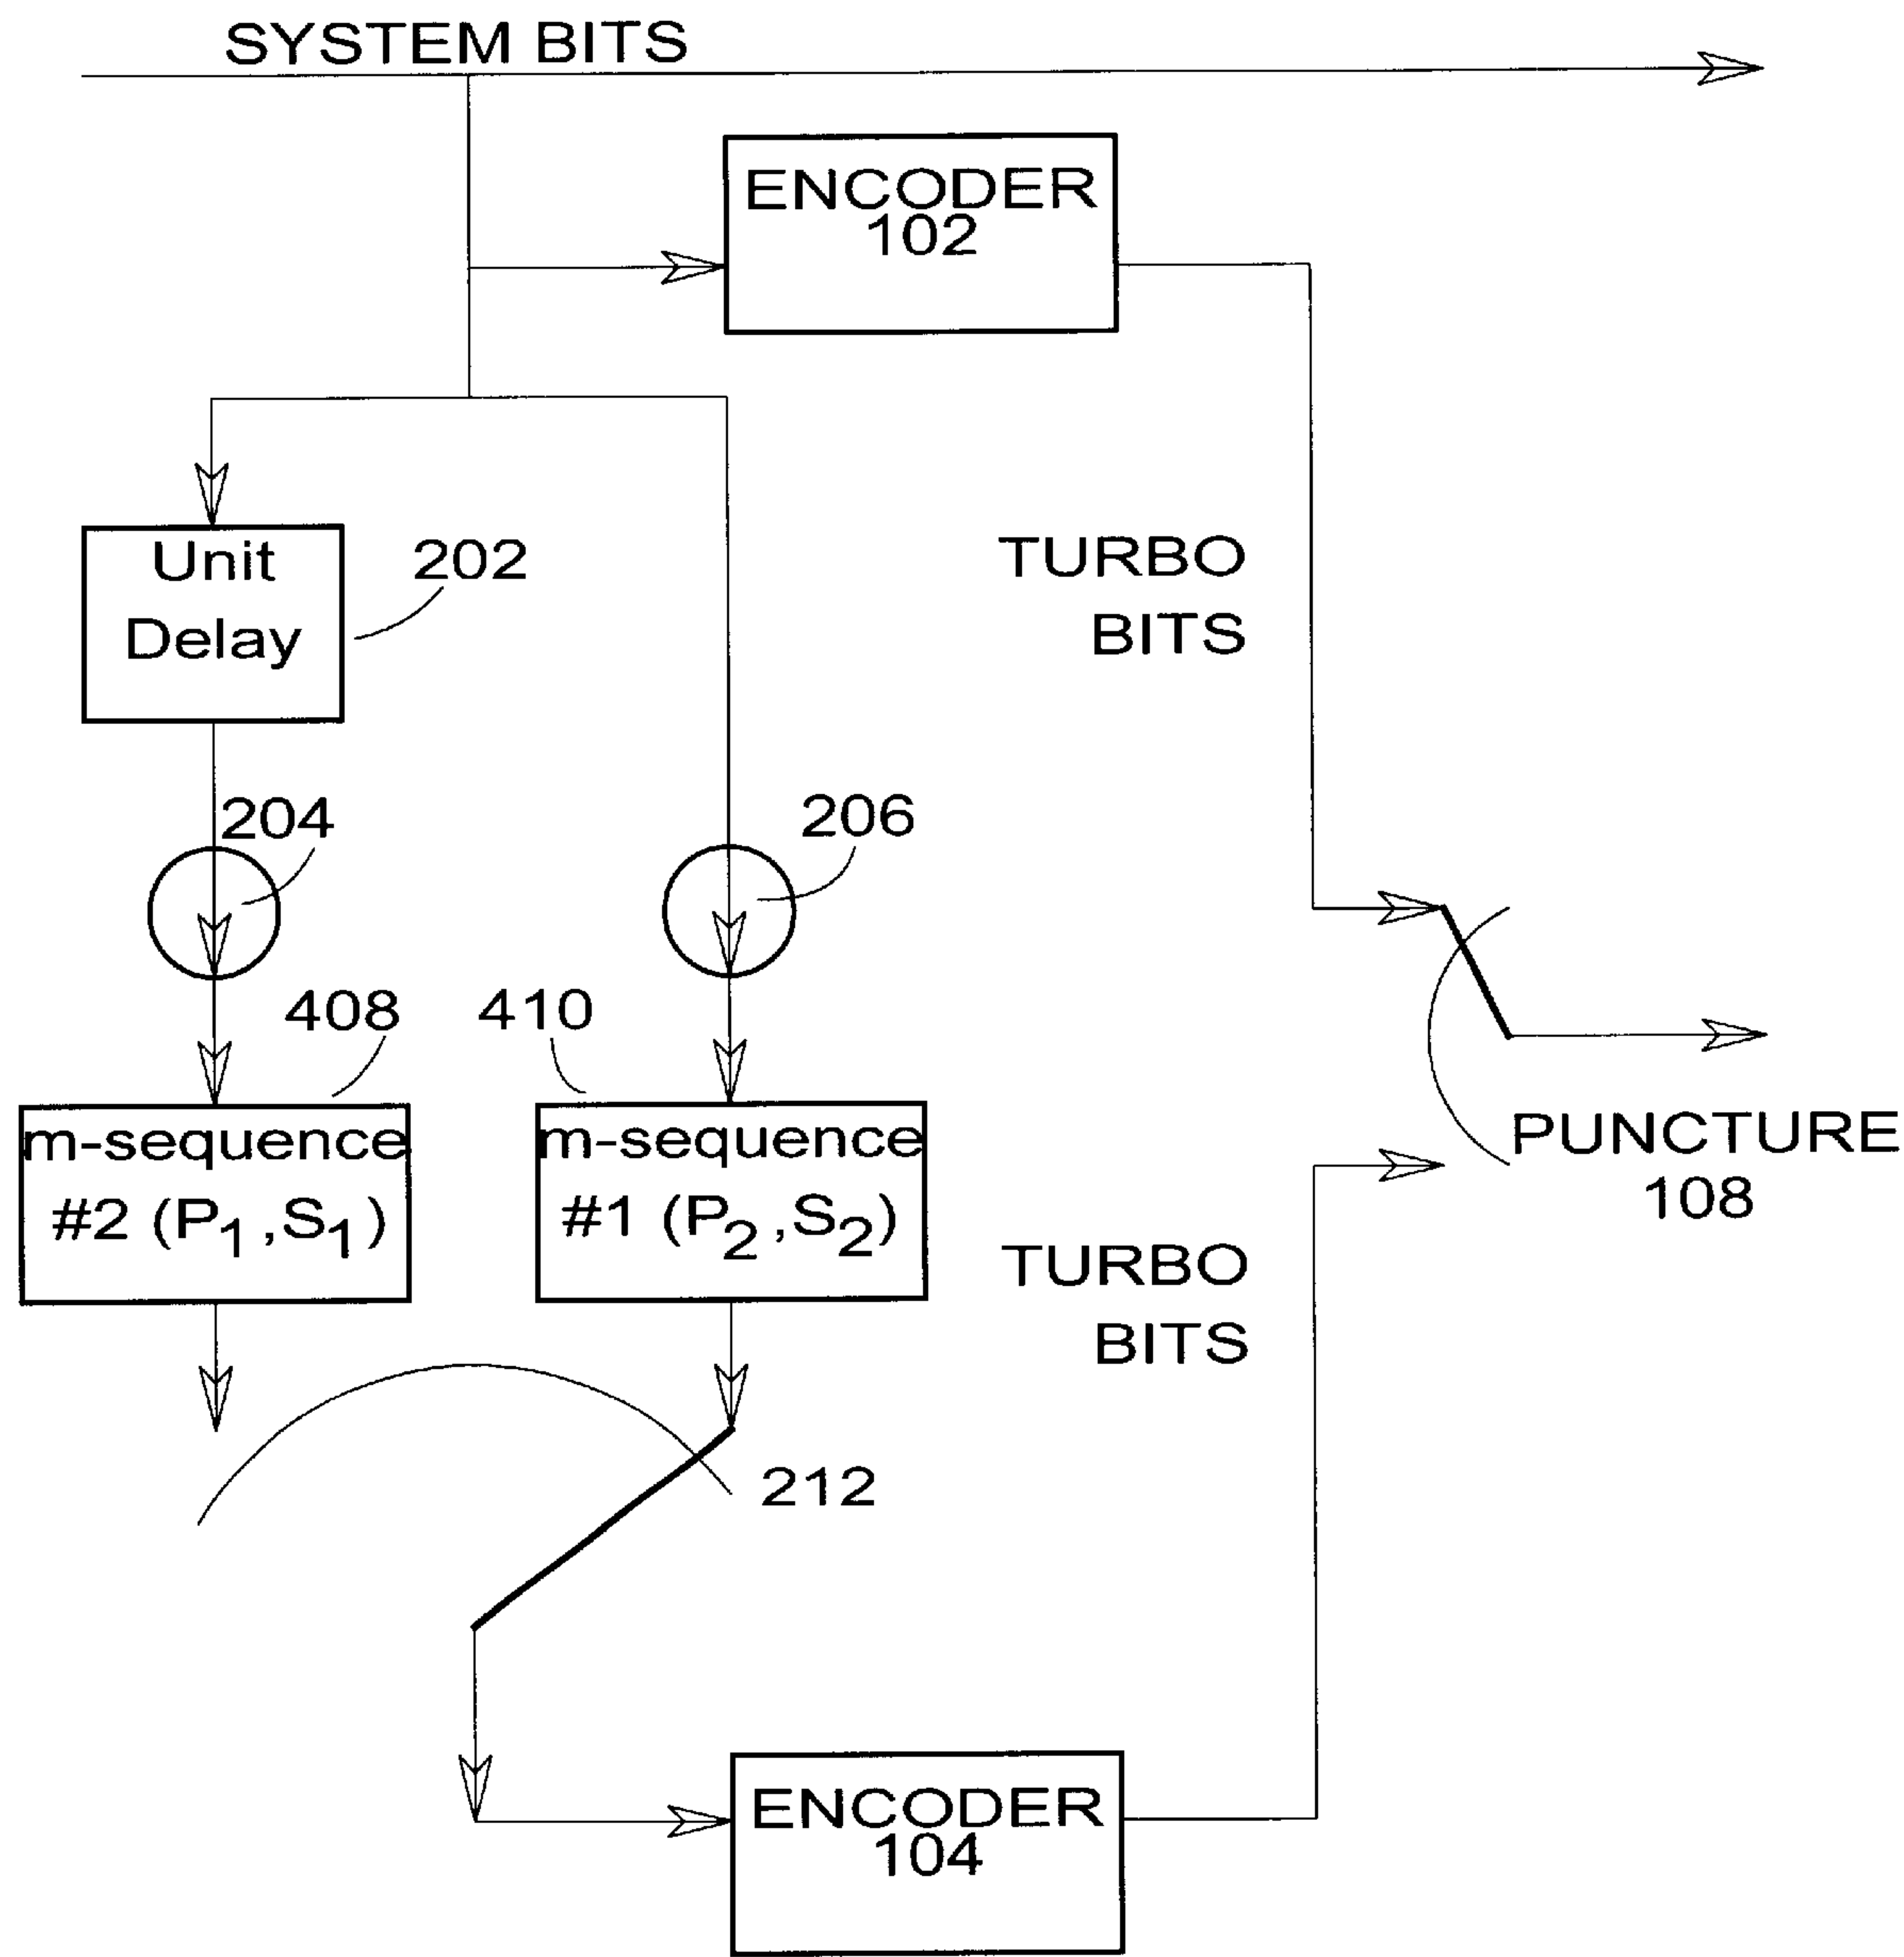 SYSTEM BITS
ENCODER
102
Unit
Delay
202
TURBO
BITS
204
206
408
410
m-sequence
#2 (P₁,S₁)
m-sequence
#1 (P₂,S₂)
PUNCTURE
108
TURBO
BITS
212
ENCODER
104